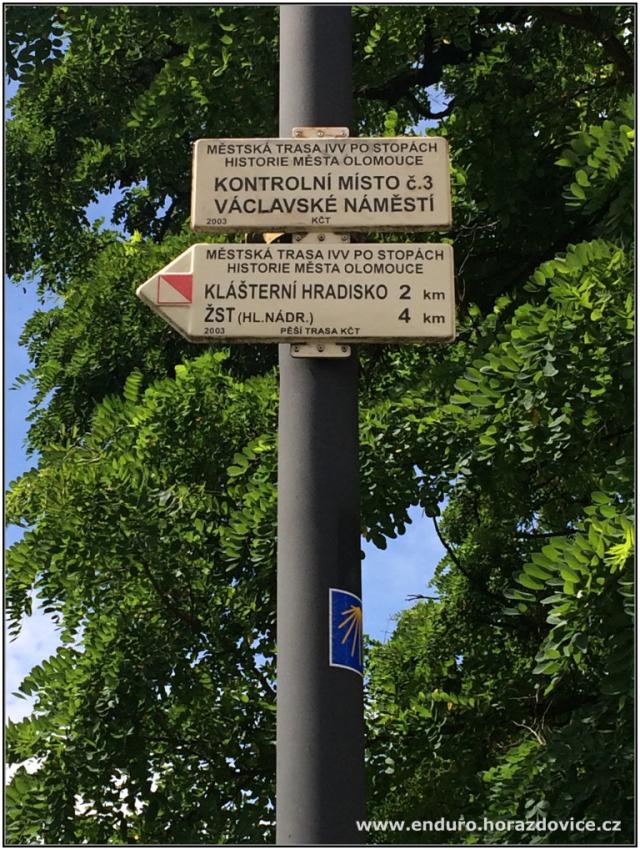 MĚSTSKÁ TRASA IVV PO STOPÁCH
HISTORIE MĚSTA OLOMOUCE
KONTROLNÍ MÍSTO č.3
VÁCLAVSKÉ NÁMĚSTÍ
2003 KČT
MĚSTSKÁ TRASA IVV PO STOPÁCH
HISTORIE MĚSTA OLOMOUCE
KLÁŠTERNÍ HRADISKO 2 km
ŽST (HL.NÁDR.) 4 km
2003 PĚŠÍ TRASA KČT
www.enduro.horazdovice.cz